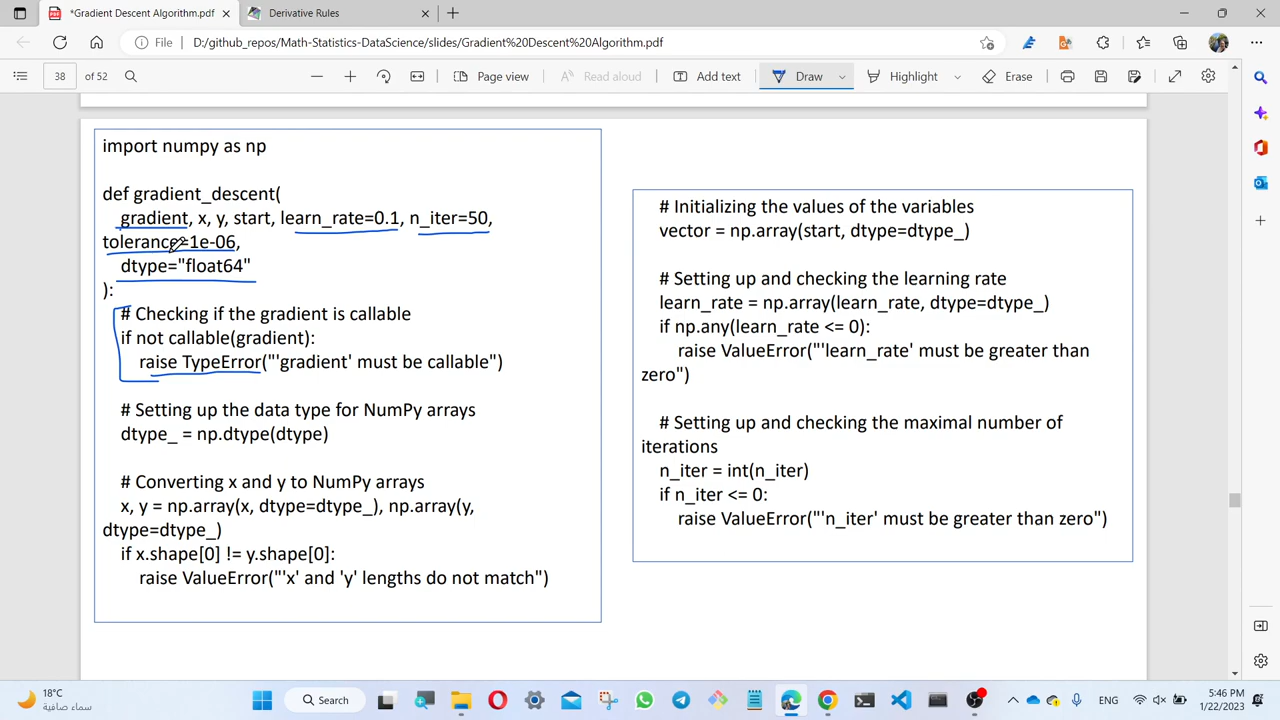 *Gradient Descent Algorithm.pdf
Derivative Rules
File
D:/github_repos/Math-Statistics-DataScience/slides/Gradient%20Descent%20Algorithm.pdf
38 of 52
Page view
Read aloud
Add text
Draw
Highlight
Erase
import numpy as np
def gradient_descent(
gradient, x, y, start, learn_rate=0.1, n_iter=50,
tolerance=1e-06,
dtype="float64"
):
# Checking if the gradient is callable
if not callable(gradient):
raise TypeError("'gradient' must be callable")
# Setting up the data type for NumPy arrays
dtype_ = np.dtype(dtype)
# Converting x and y to NumPy arrays
x, y = np.array(x, dtype=dtype_), np.array(y,
dtype=dtype_)
if x.shape[0] != y.shape[0]:
raise ValueError("'x' and 'y' lengths do not match")
# Initializing the values of the variables
vector = np.array(start, dtype=dtype_)
# Setting up and checking the learning rate
learn_rate = np.array(learn_rate, dtype=dtype_)
if np.any(learn_rate <= 0):
raise ValueError("'learn_rate' must be greater than
zero")
# Setting up and checking the maximal number of
iterations
n_iter = int(n_iter)
if n_iter <= 0:
raise ValueError("'n_iter' must be greater than zero")
18°C
سماء صافية
Search
ENG
5:46 PM
1/22/2023